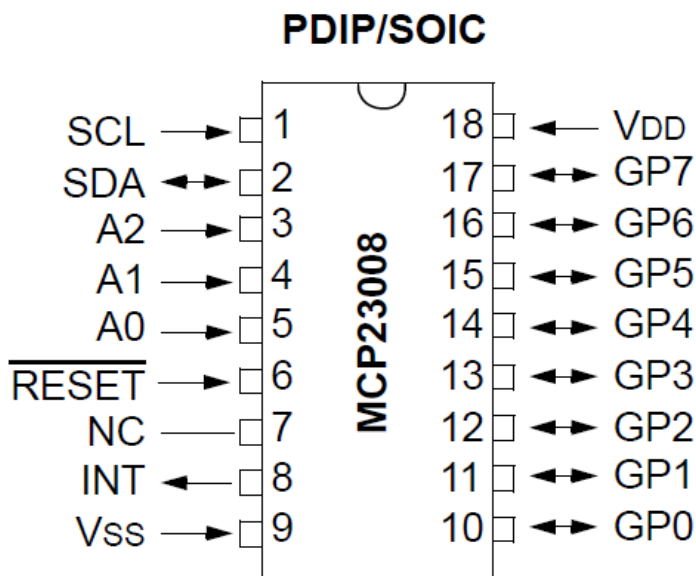 PDIP/SOIC
SCL 1 18 VDD
SDA 2 17 GP7
A2 3 16 GP6
A1 4 15 GP5
A0 5 14 GP4
RESET 6 13 GP3
NC 7 12 GP2
INT 8 11 GP1
VSS 9 10 GP0
MCP23008